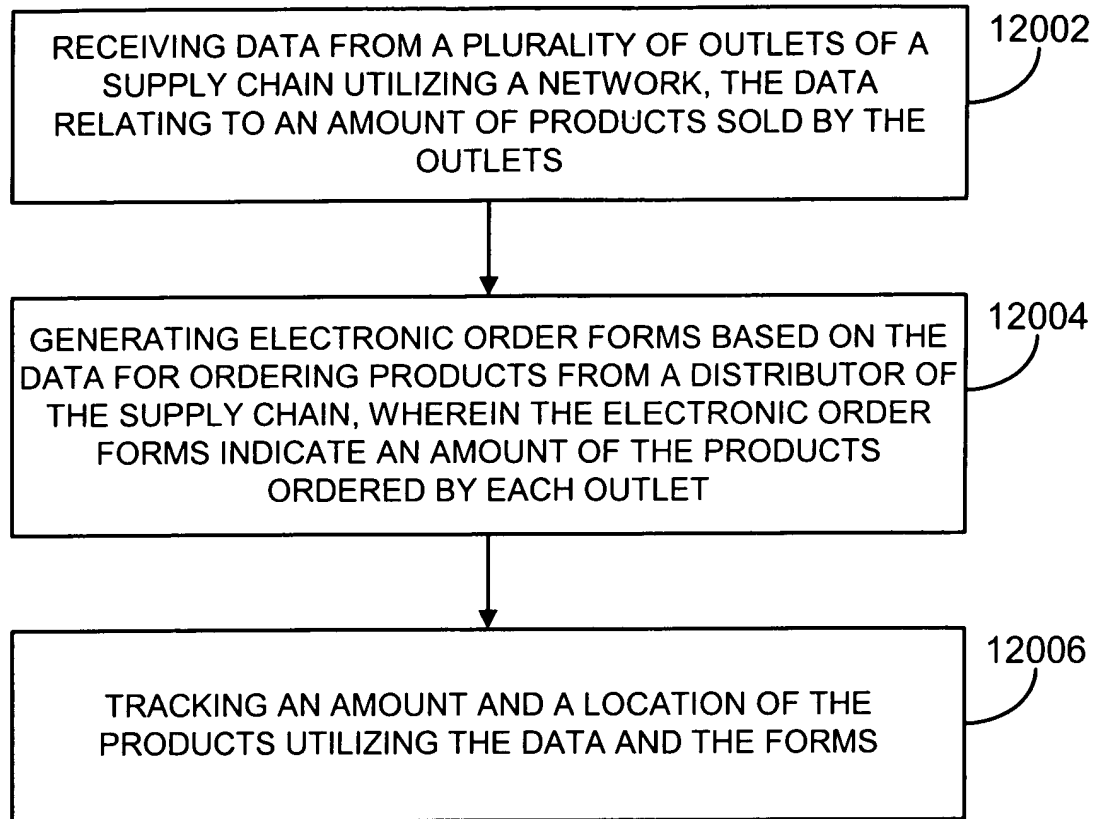 RECEIVING DATA FROM A PLURALITY OF OUTLETS OF A
SUPPLY CHAIN UTILIZING A NETWORK, THE DATA
RELATING TO AN AMOUNT OF PRODUCTS SOLD BY THE
OUTLETS
12002
GENERATING ELECTRONIC ORDER FORMS BASED ON THE
DATA FOR ORDERING PRODUCTS FROM A DISTRIBUTOR OF
THE SUPPLY CHAIN, WHEREIN THE ELECTRONIC ORDER
FORMS INDICATE AN AMOUNT OF THE PRODUCTS
ORDERED BY EACH OUTLET
12004
TRACKING AN AMOUNT AND A LOCATION OF THE
PRODUCTS UTILIZING THE DATA AND THE FORMS
12006